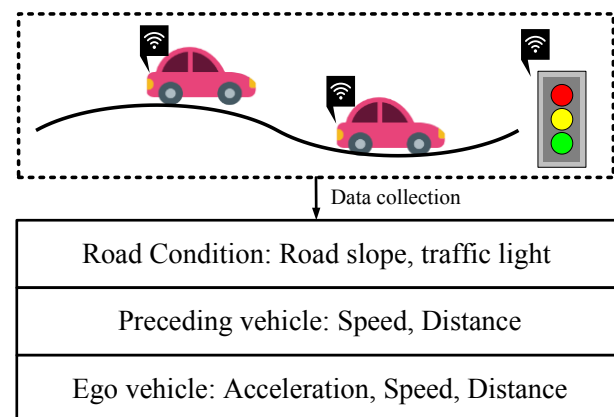 Data collection
Road Condition: Road slope, traffic light
Preceding vehicle: Speed, Distance
Ego vehicle: Acceleration, Speed, Distance